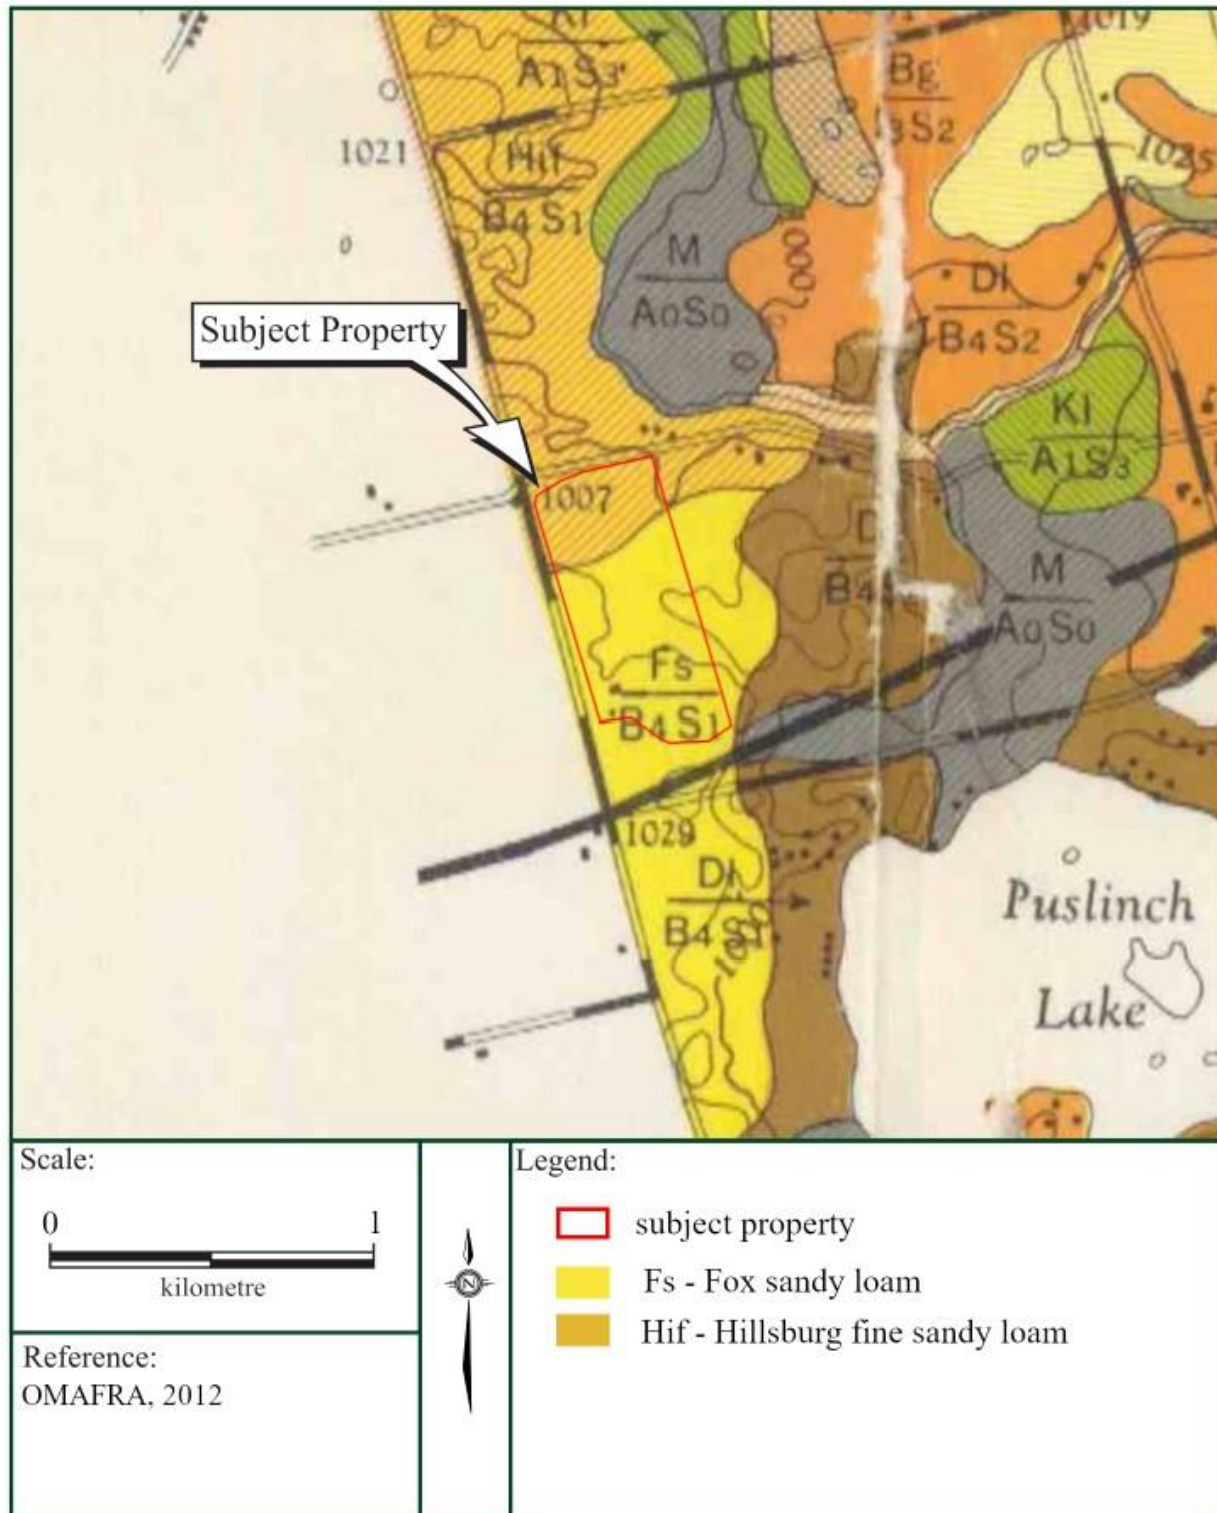 1019
A1S3
Bg
1021
1025
Hif
B4S1
M
A0S0
Dl
B4S2
Subject Property
Kl
A1S3
1007
M
A0S0
Fs
B4S1
1029
Dl
B4S1
Puslinch
Lake
Scale:
0 1
kilometre
Reference:
OMAFRA, 2012
N
Legend:
subject property
Fs - Fox sandy loam
Hif - Hillsburg fine sandy loam